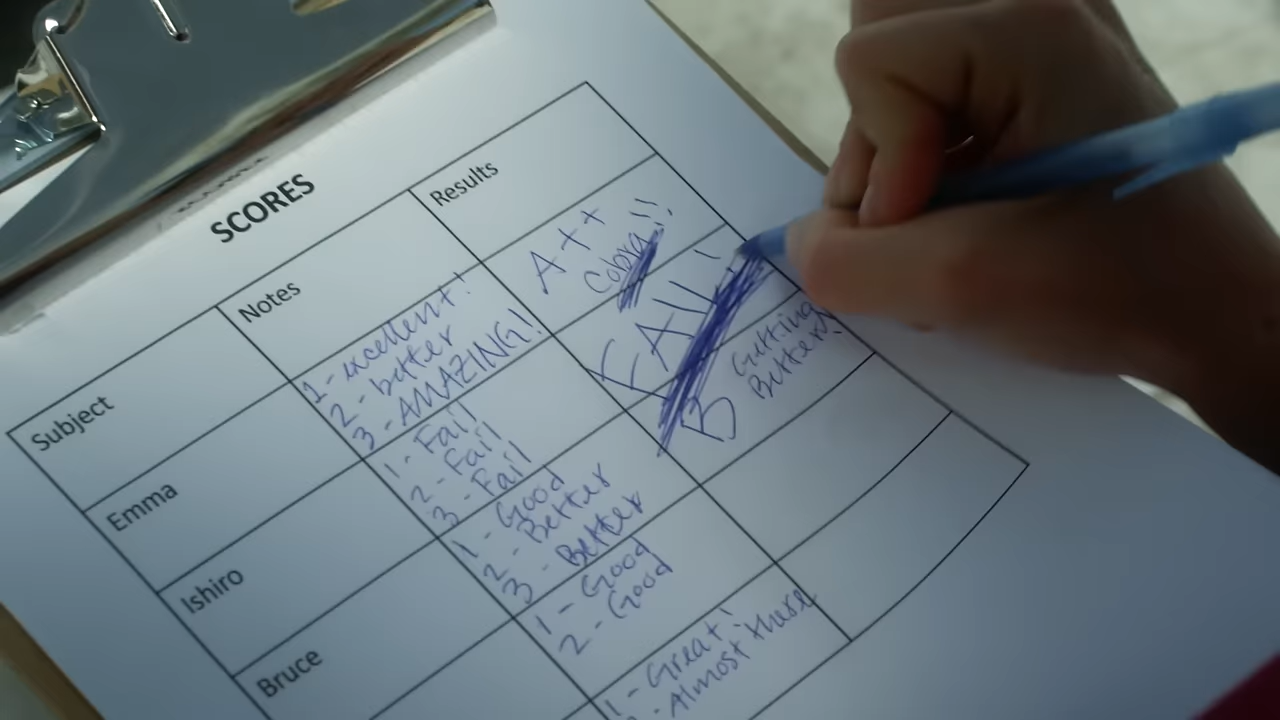 SCORES
Subject
Notes
Results
Emma
1- excellent!
2- better
3- AMAZING!
A++
Cobra!!
Ishiro
1- Fail
2- Fail
3- Fail
FAIL
Bruce
1- Good
2- Better
3- Better
B
Getting
Better!
1- Good
2- Good
1- Great!
Almost there